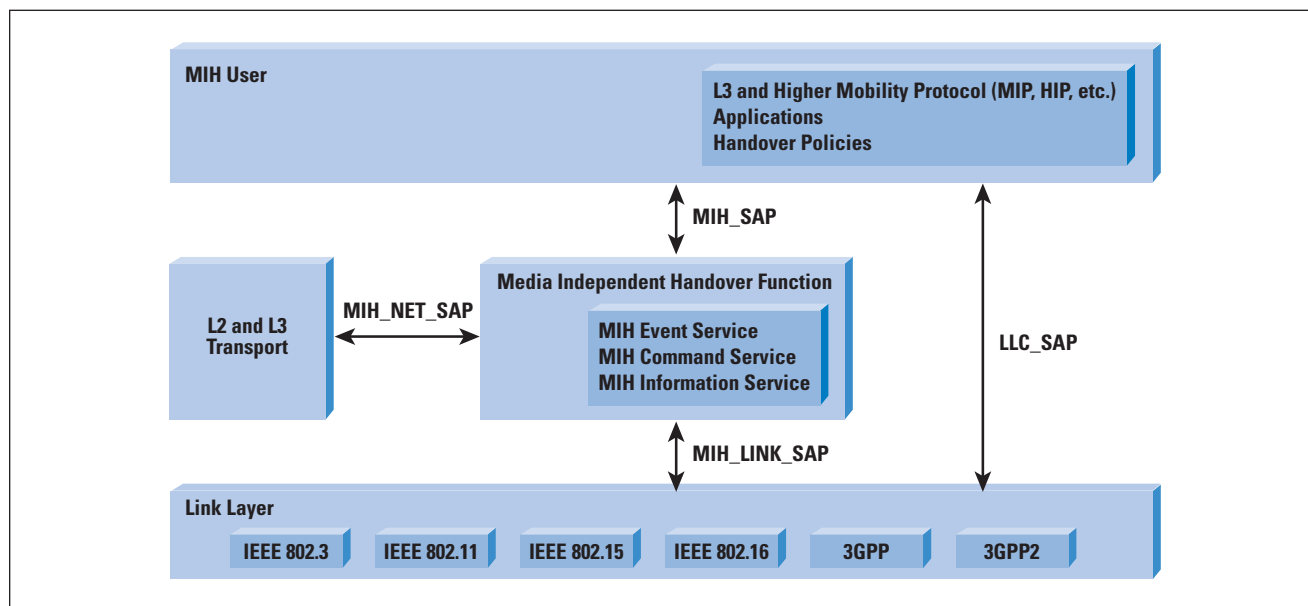 MIH User
L3 and Higher Mobility Protocol (MIP, HIP, etc.)
Applications
Handover Policies
MIH_SAP
Media Independent Handover Function
MIH_NET_SAP
L2 and L3
Transport
MIH Event Service
MIH Command Service
MIH Information Service
LLC_SAP
MIH_LINK_SAP
Link Layer
IEEE 802.3
IEEE 802.11
IEEE 802.15
IEEE 802.16
3GPP
3GPP2